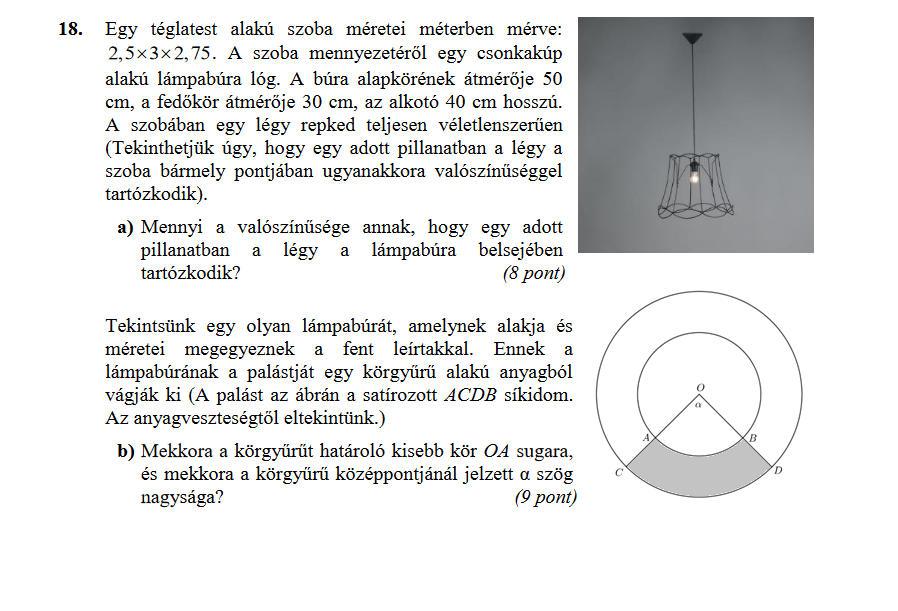 18. Egy téglatest alakú szoba méretei méterben mérve:
2,5×3×2,75. A szoba mennyezetéről egy csonkakúp
alakú lámpabúra lóg. A búra alapkörének átmérője 50
cm, a fedőkör átmérője 30 cm, az alkotó 40 cm hosszú.
A szobában egy légy repked teljesen véletlenszerűen
(Tekinthetjük úgy, hogy egy adott pillanatban a légy a
szoba bármely pontjában ugyanakkora valószínűséggel
tartózkodik).
a) Mennyi a valószínűsége annak, hogy egy adott
pillanatban a légy a lámpabúra belsejében
tartózkodik? (8 pont)
Tekintsünk egy olyan lámpabúrát, amelynek alakja és
méretei megegyeznek a fent leírtakkal. Ennek a
lámpabúrának a palástját egy körgyűrű alakú anyagból
vágják ki (A palást az ábrán a satírozott ACDB síkidom.
Az anyagveszteségtől eltekintünk.)
b) Mekkora a körgyűrűt határoló kisebb kör OA sugara,
és mekkora a körgyűrű középpontjánál jelzett α szög
nagysága? (9 pont)
O
α
A
B
C
D